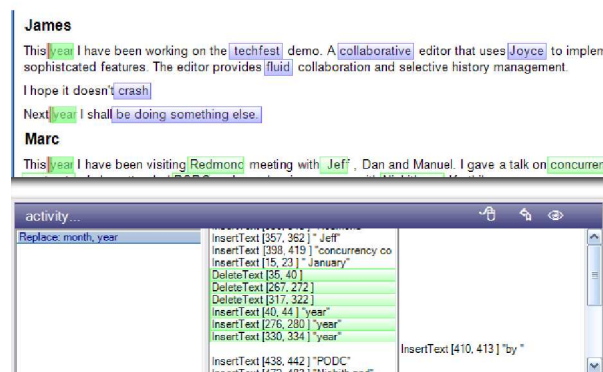 James
This year I have been working on the techfest demo. A collaborative editor that uses Joyce to implem
sophistcated features. The editor provides fluid collaboration and selective history management.
I hope it doesn't crash
Next year I shall be doing something else.
Marc
This year I have been visiting Redmond meeting with Jeff , Dan and Manuel. I gave a talk on concurren
activity...
Replace: month, year
InsertText [357, 362 ] " Jeff"
InsertText [398, 419 ] "concurrency co
InsertText [15, 23 ] " January"
DeleteText [35, 40 ]
DeleteText [267, 272 ]
DeleteText [317, 322 ]
InsertText [40, 44 ] "year"
InsertText [276, 280 ] "year"
InsertText [330, 334 ] "year"
InsertText [410, 413 ] "by "
InsertText [438, 442 ] "PODC"